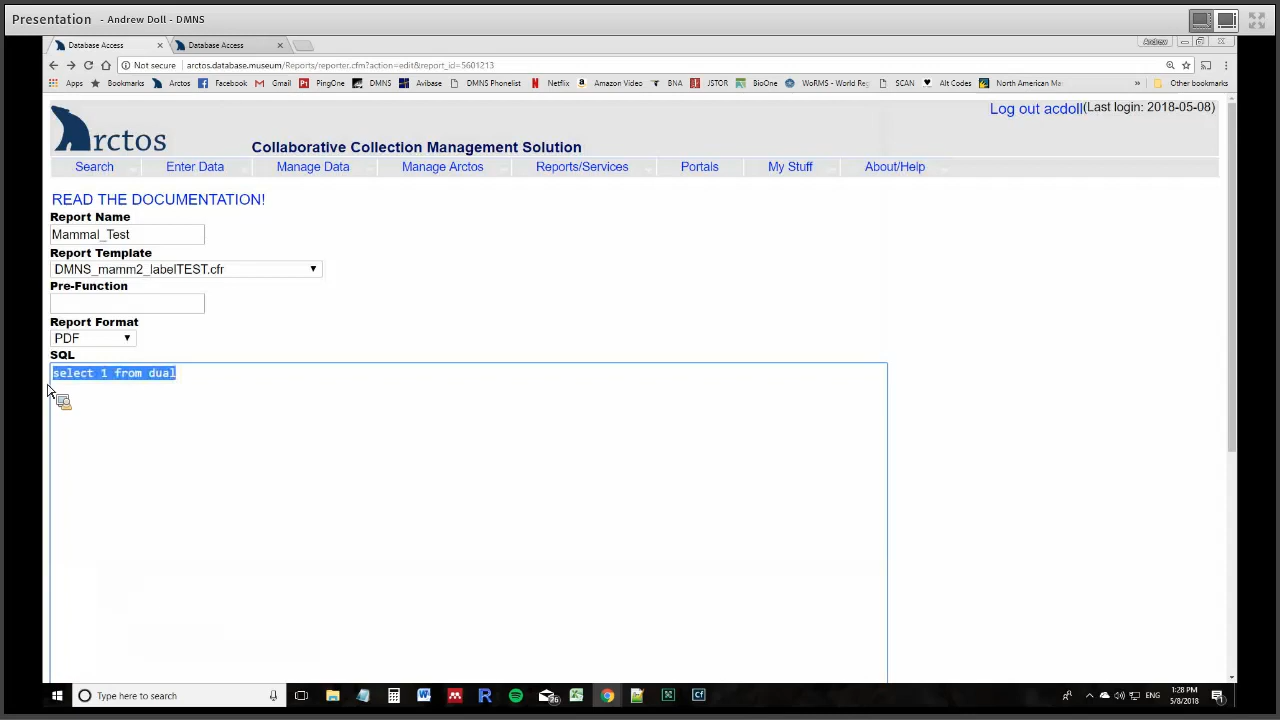 Presentation - Andrew Doll - DMNS
Database Access × Database Access ×
Andrew
Not secure arctos.database.museum/Reports/reporter.cfm?action=edit&report_id=5601213
Apps Bookmarks Arctos Facebook Gmail PingOne DMNS Avibase DMNS Phonelist Netflix Amazon Video BNA JSTOR BioOne WoRMS - World Re SCAN Alt Codes North American Ma » Other bookmarks
Log out acdoll(Last login: 2018-05-08)
Arctos Collaborative Collection Management Solution
Search Enter Data Manage Data Manage Arctos Reports/Services Portals My Stuff About/Help
READ THE DOCUMENTATION!
Report Name
Mammal_Test
Report Template
DMNS_mamm2_labelTEST.cfr
Pre-Function
Report Format
PDF
SQL
select 1 from dual
Type here to search
26
ENG
1:28 PM
5/8/2018